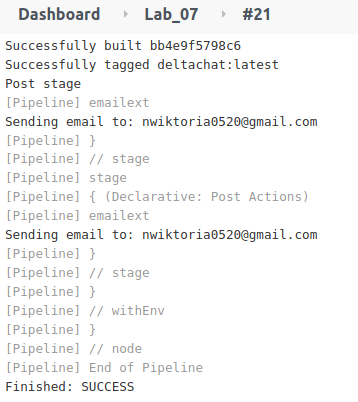 Dashboard Lab_07 #21
Successfully built bb4e9f5798c6
Successfully tagged deltachat:latest
Post stage
[Pipeline] emailext
Sending email to: nwiktoria0520@gmail.com
[Pipeline] }
[Pipeline] // stage
[Pipeline] stage
[Pipeline] { (Declarative: Post Actions)
[Pipeline] emailext
Sending email to: nwiktoria0520@gmail.com
[Pipeline] }
[Pipeline] // stage
[Pipeline] }
[Pipeline] // withEnv
[Pipeline] }
[Pipeline] // node
[Pipeline] End of Pipeline
Finished: SUCCESS